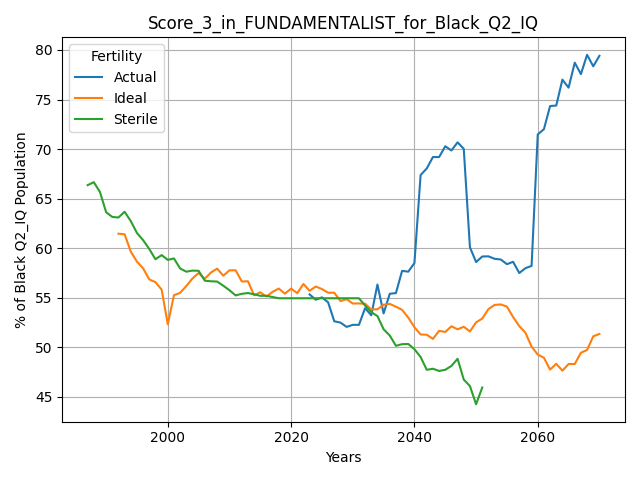 Score_3_in_FUNDAMENTALIST_for_Black_Q2_IQ
Fertility
Actual
Ideal
Sterile
% of Black Q2_IQ Population
80
75
70
65
60
55
50
45
2000
2020
2040
2060
Years